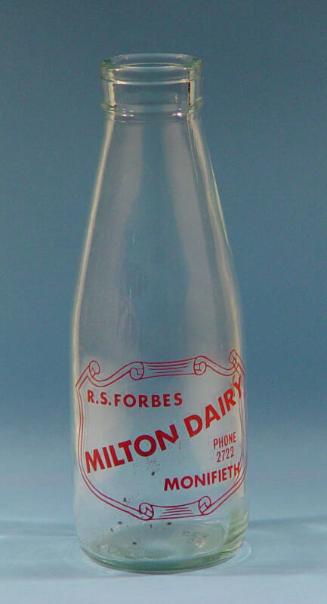 R.S.FORBES
MILTON DAIRY
PHONE
2722
MONIFIETH